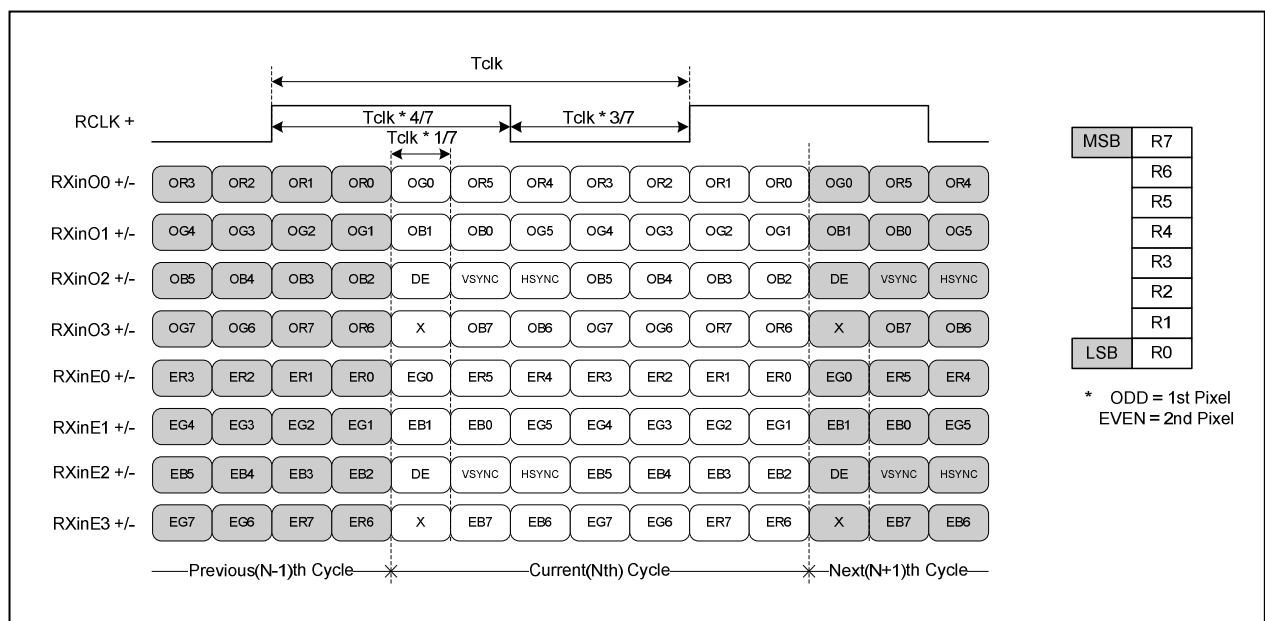 Tclk
RCLK +
Tclk * 4/7
Tclk * 3/7
Tclk * 1/7
RXinO0 +/- OR3 OR2 OR1 OR0 OG0 OR5 OR4 OR3 OR2 OR1 OR0 OG0 OR5 OR4
RXinO1 +/- OG4 OG3 OG2 OG1 OB1 OB0 OG5 OG4 OG3 OG2 OG1 OB1 OB0 OG5
RXinO2 +/- OB5 OB4 OB3 OB2 DE VSYNC HSYNC OB5 OB4 OB3 OB2 DE VSYNC HSYNC
RXinO3 +/- OG7 OG6 OR7 OR6 X OB7 OB6 OG7 OG6 OR7 OR6 X OB7 OB6
RXinE0 +/- ER3 ER2 ER1 ER0 EG0 ER5 ER4 ER3 ER2 ER1 ER0 EG0 ER5 ER4
RXinE1 +/- EG4 EG3 EG2 EG1 EB1 EB0 EG5 EG4 EG3 EG2 EG1 EB1 EB0 EG5
RXinE2 +/- EB5 EB4 EB3 EB2 DE VSYNC HSYNC EB5 EB4 EB3 EB2 DE VSYNC HSYNC
RXinE3 +/- EG7 EG6 ER7 ER6 X EB7 EB6 EG7 EG6 ER7 ER6 X EB7 EB6
Previous(N-1)th Cycle Current(Nth) Cycle Next(N+1)th Cycle
MSB R7
R6
R5
R4
R3
R2
R1
LSB R0
* ODD = 1st Pixel
EVEN = 2nd Pixel